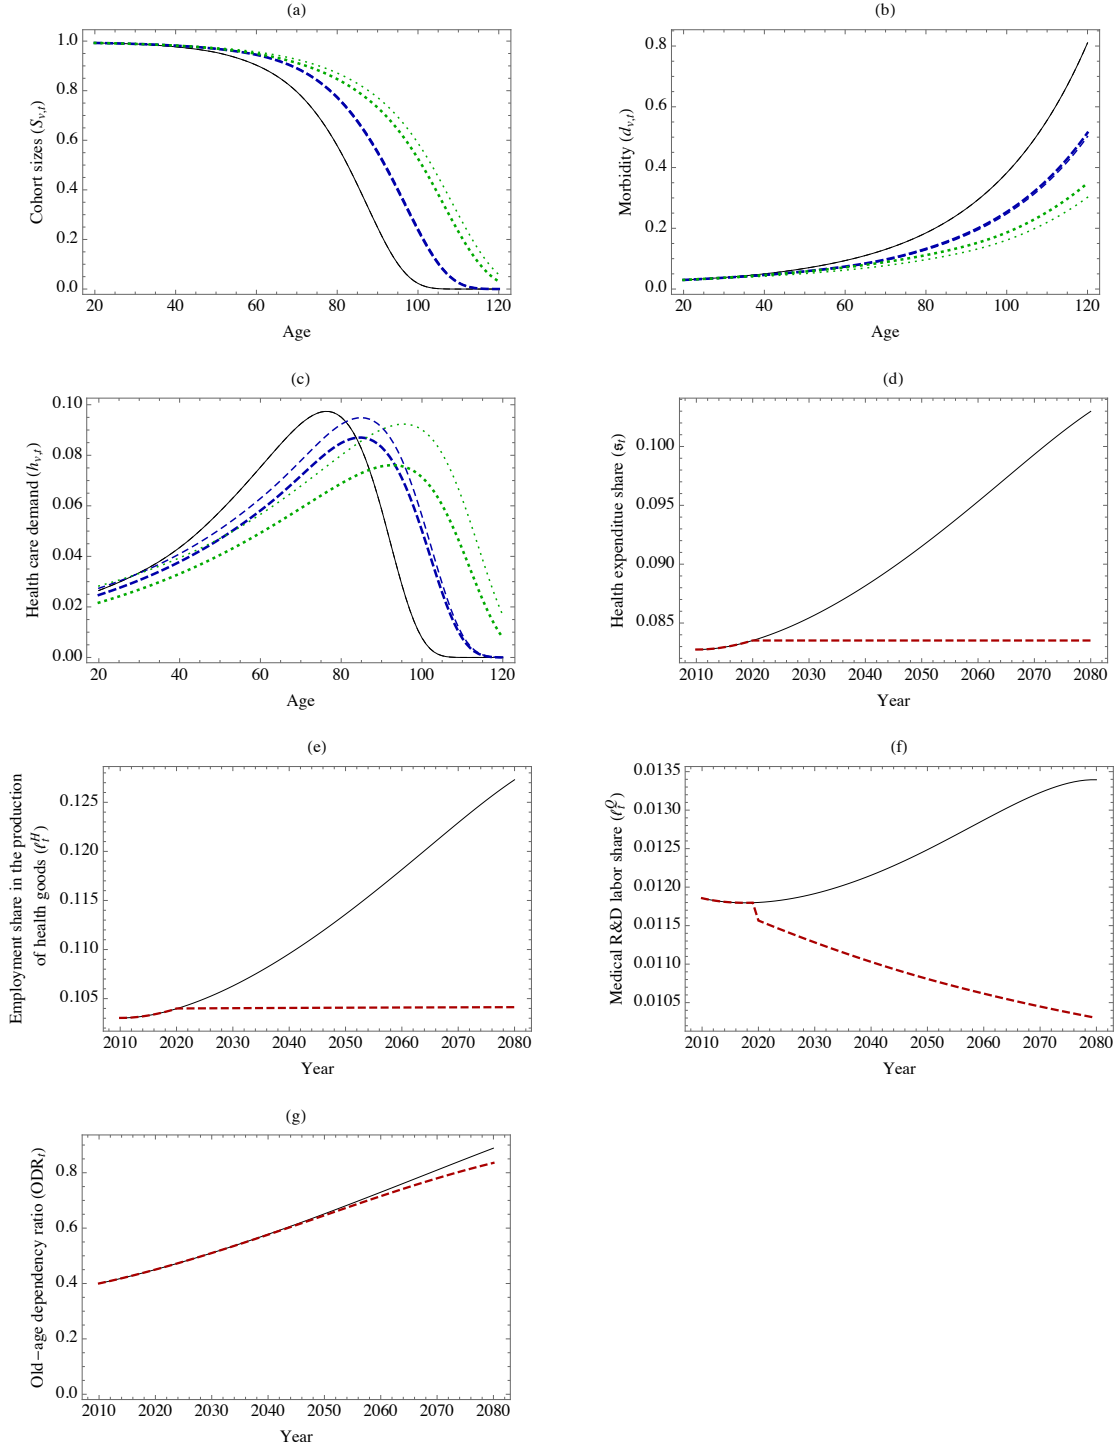 (a)
Cohort sizes (S_{v,t})
1.0
0.8
0.6
0.4
0.2
0.0
20 40 60 80 100 120
Age
(b)
Morbidity (d_{v,t})
0.8
0.6
0.4
0.2
0.0
20 40 60 80 100 120
Age
(c)
Health care demand (h_{v,t})
0.10
0.08
0.06
0.04
0.02
0.00
20 40 60 80 100 120
Age
(d)
Health expenditue share (𝔰_t)
0.100
0.095
0.090
0.085
2010 2020 2030 2040 2050 2060 2070 2080
Year
(e)
Employment share in the production
of health goods (ℓ_t^H)
0.125
0.120
0.115
0.110
0.105
2010 2020 2030 2040 2050 2060 2070 2080
Year
(f)
Medical R&D labor share (ℓ_t^Q)
0.0135
0.0130
0.0125
0.0120
0.0115
0.0110
0.0105
2010 2020 2030 2040 2050 2060 2070 2080
Year
(g)
Old−age dependency ratio (ODR_t)
0.8
0.6
0.4
0.2
0.0
2010 2020 2030 2040 2050 2060 2070 2080
Year